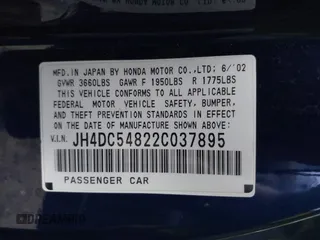 MFD. IN JAPAN BY HONDA MOTOR CO.,LTD: 6/'02
GVWR 3660LBS GAWR F 1950LBS R 1775LBS
THIS VEHICLE CONFORMS TO ALL APPLICABLE
FEDERAL MOTOR VEHICLE SAFETY, BUMPER,
AND THEFT PREVENTION STANDARDS IN EFFECT
ON THE DATE OF MANUFACTURE SHOWN ABOVE.
V.I.N. JH4DC54822C037895
PASSENGER CAR